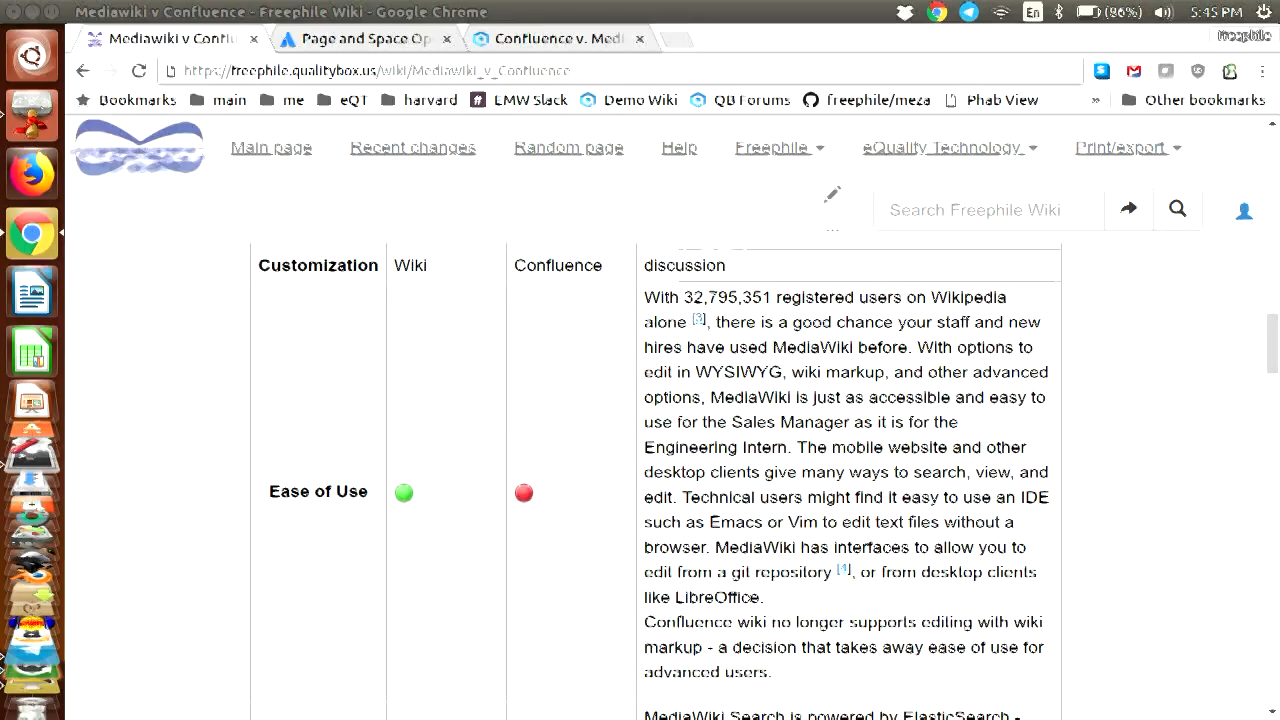 Mediawiki v Confluence - Freephile Wiki - Google Chrome
En
(86%)
5:45 PM
Mediawiki v Conflu
Page and Space Op
Confluence v. Medi
Freephile
https://freephile.qualitybox.us/wiki/Mediawiki_v_Confluence
Bookmarks
main
me
eQT
harvard
EMW Slack
Demo Wiki
QB Forums
freephile/meza
Phab View
»
Other bookmarks
Main page
Recent changes
Random page
Help
Freephile
eQuality Technology
Print/export
Search Freephile Wiki
Customization
Wiki
Confluence
discussion
Ease of Use
With 32,795,351 registered users on Wikipedia
alone [3], there is a good chance your staff and new
hires have used MediaWiki before. With options to
edit in WYSIWYG, wiki markup, and other advanced
options, MediaWiki is just as accessible and easy to
use for the Sales Manager as it is for the
Engineering Intern. The mobile website and other
desktop clients give many ways to search, view, and
edit. Technical users might find it easy to use an IDE
such as Emacs or Vim to edit text files without a
browser. MediaWiki has interfaces to allow you to
edit from a git repository [4], or from desktop clients
like LibreOffice.
Confluence wiki no longer supports editing with wiki
markup - a decision that takes away ease of use for
advanced users.
MediaWiki Search is powered by ElasticSearch -